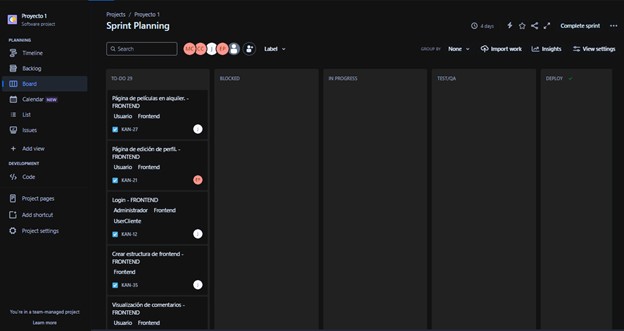 Proyecto 1
Software project
PLANNING
Timeline
Backlog
Board
Calendar NEW
List
Issues
Add view
DEVELOPMENT
Code
Project pages
Add shortcut
Project settings
You're in a team-managed project
Learn more
Projects / Proyecto 1
Sprint Planning
4 days
Complete sprint
Search
Label
GROUP BY None
Import work
Insights
View settings
TO-DO 29
BLOCKED
IN PROGRESS
TEST/QA
DEPLOY
Página de películas en alquiler. -
FRONTEND
Usuario Frontend
KAN-27
Página de edición de perfil. -
FRONTEND
Usuario Frontend
KAN-21
Login - FRONTEND
Administrador Frontend
UserCliente
KAN-12
Crear estructura de frontend -
FRONTEND
Frontend
KAN-35
Visualización de comentarios -
FRONTEND
Usuario Frontend